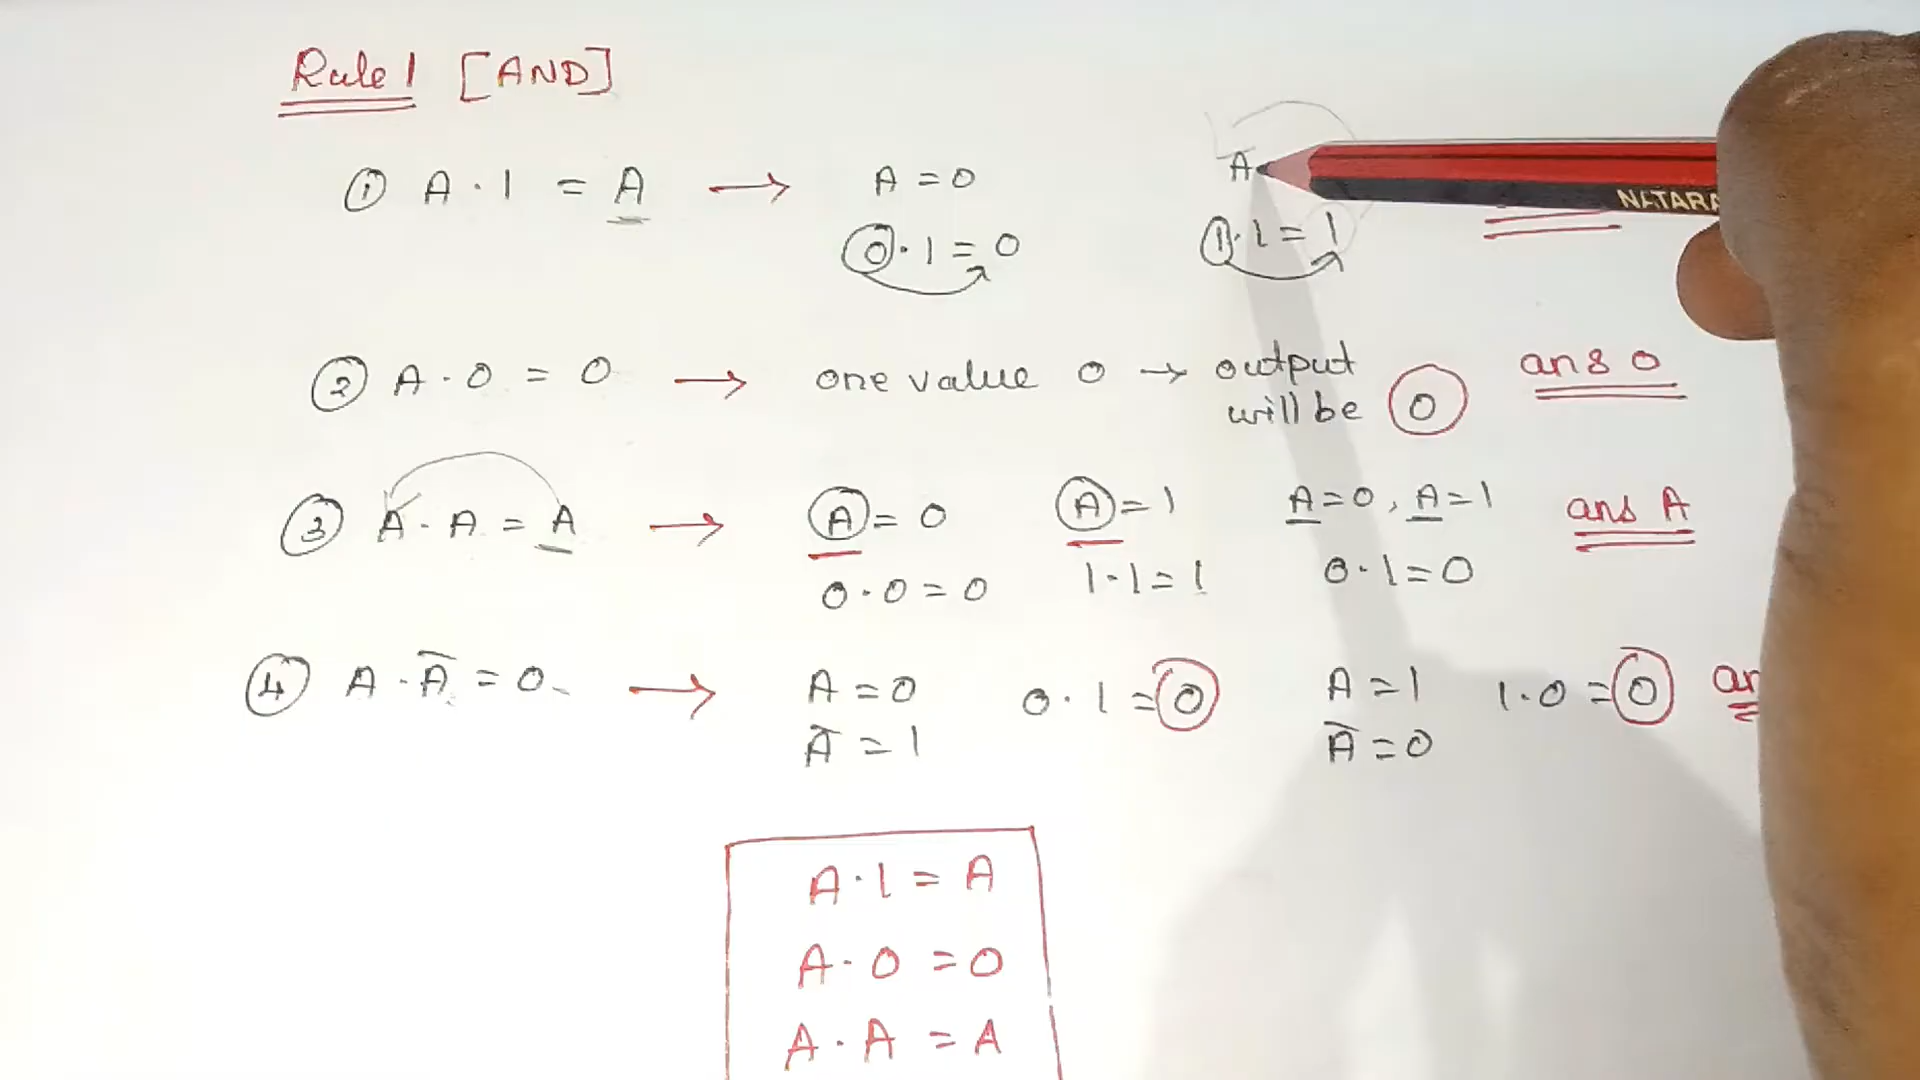 Rule 1 [AND]
① A · 1 = A → A = 0 A
0 · 1 = 0 1 · 1 = 1
NATARA
② A · 0 = 0 → one value 0 → output will be 0 ans 0
③ A · A = A → A = 0 A = 1 A = 0, A = 1 ans A
0 · 0 = 0 1 · 1 = 1 0 · 1 = 0
④ A · A̅ = 0 → A = 0 0 · 1 = 0 A = 1 1 · 0 = 0 an
A̅ = 1 A̅ = 0
A · 1 = A
A · 0 = 0
A · A = A